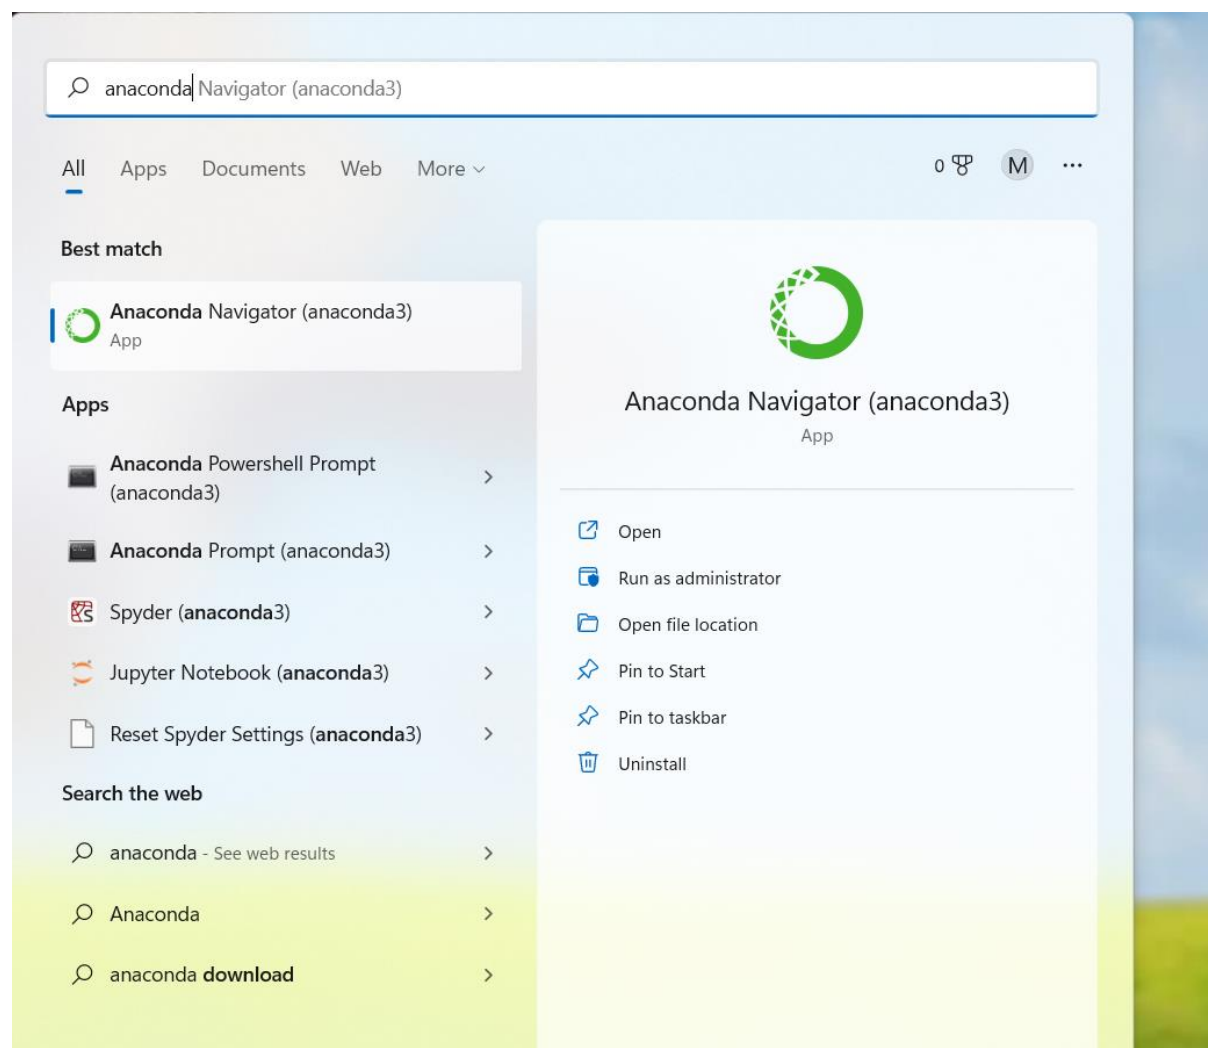 anaconda Navigator (anaconda3)
All Apps Documents Web More
0 M
Best match
Anaconda Navigator (anaconda3)
App
Apps
Anaconda Powershell Prompt
(anaconda3)
Anaconda Prompt (anaconda3)
Spyder (anaconda3)
Jupyter Notebook (anaconda3)
Reset Spyder Settings (anaconda3)
Search the web
anaconda - See web results
Anaconda
anaconda download
Anaconda Navigator (anaconda3)
App
Open
Run as administrator
Open file location
Pin to Start
Pin to taskbar
Uninstall